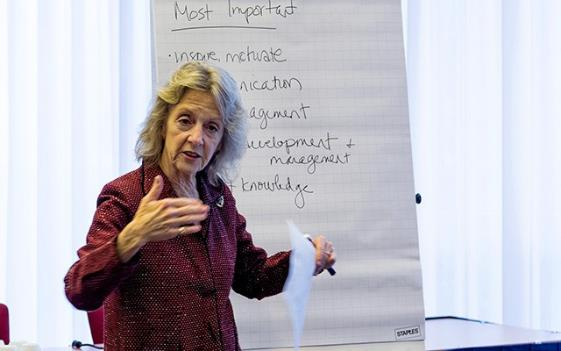 Most Important
• inspire, motivate
nication
agement
evelopment +
management
+ knowledge
STAPLES